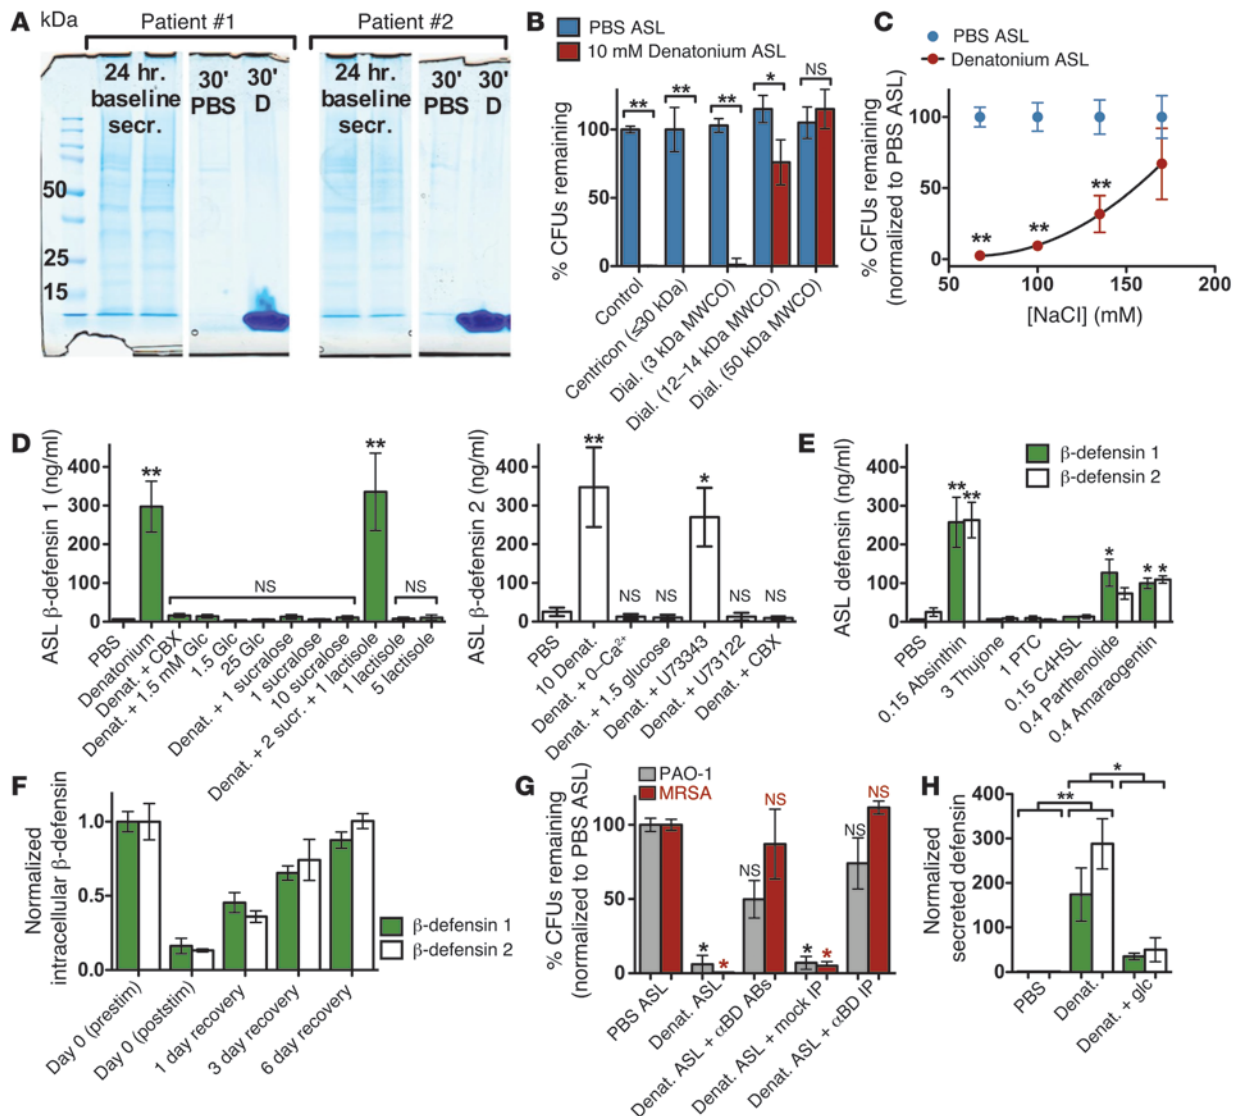 A
kDa
Patient #1
Patient #2
24 hr.
baseline
secr.
30'
PBS
30'
D
24 hr.
baseline
secr.
30'
PBS
30'
D
50
25
15
B
PBS ASL
10 mM Denatonium ASL
% CFUs remaining
100
50
0
**
**
**
*
NS
Control
Centricon (≤30 kDa)
Dial. (3 kDa MWCO)
Dial. (12–14 kDa MWCO)
Dial. (50 kDa MWCO)
C
PBS ASL
Denatonium ASL
% CFUs remaining
(normalized to PBS ASL)
100
50
0
**
**
**
50
100
150
200
[NaCl] (mM)
D
ASL β-defensin 1 (ng/ml)
400
300
200
100
0
**
NS
**
NS
PBS
Denatonium
Denat. + CBX
Denat. + 1.5 mM Glc
1.5 Glc
25 Glc
Denat. + 1 sucralose
1 sucralose
10 sucralose
Denat. + 2 sucr. + 1 lactisole
1 lactisole
5 lactisole
ASL β-defensin 2 (ng/ml)
400
300
200
100
0
**
NS
NS
*
NS
NS
PBS
10 Denat.
Denat. + 0–Ca2+
Denat. + 1.5 glucose
Denat. + U73343
Denat. + U73122
Denat. + CBX
E
β-defensin 1
β-defensin 2
ASL defensin (ng/ml)
400
300
200
100
0
**
**
*
*
*
PBS
0.15 Absinthin
3 Thujone
1 PTC
0.15 C4HSL
0.4 Parthenolide
0.4 Amaraogentin
F
Normalized
intracellular β-defensin
1.0
0.5
0.0
β-defensin 1
β-defensin 2
Day 0 (prestim)
Day 0 (poststim)
1 day recovery
3 day recovery
6 day recovery
G
PAO-1
MRSA
% CFUs remaining
(normalized to PBS ASL)
100
50
0
*
*
NS
NS
*
*
NS
NS
PBS ASL
Denat. ASL
Denat. ASL + αBD ABs
Denat. ASL + mock IP
Denat. ASL + αBD IP
H
Normalized
secreted defensin
400
300
200
100
0
**
*
PBS
Denat.
Denat. + glc